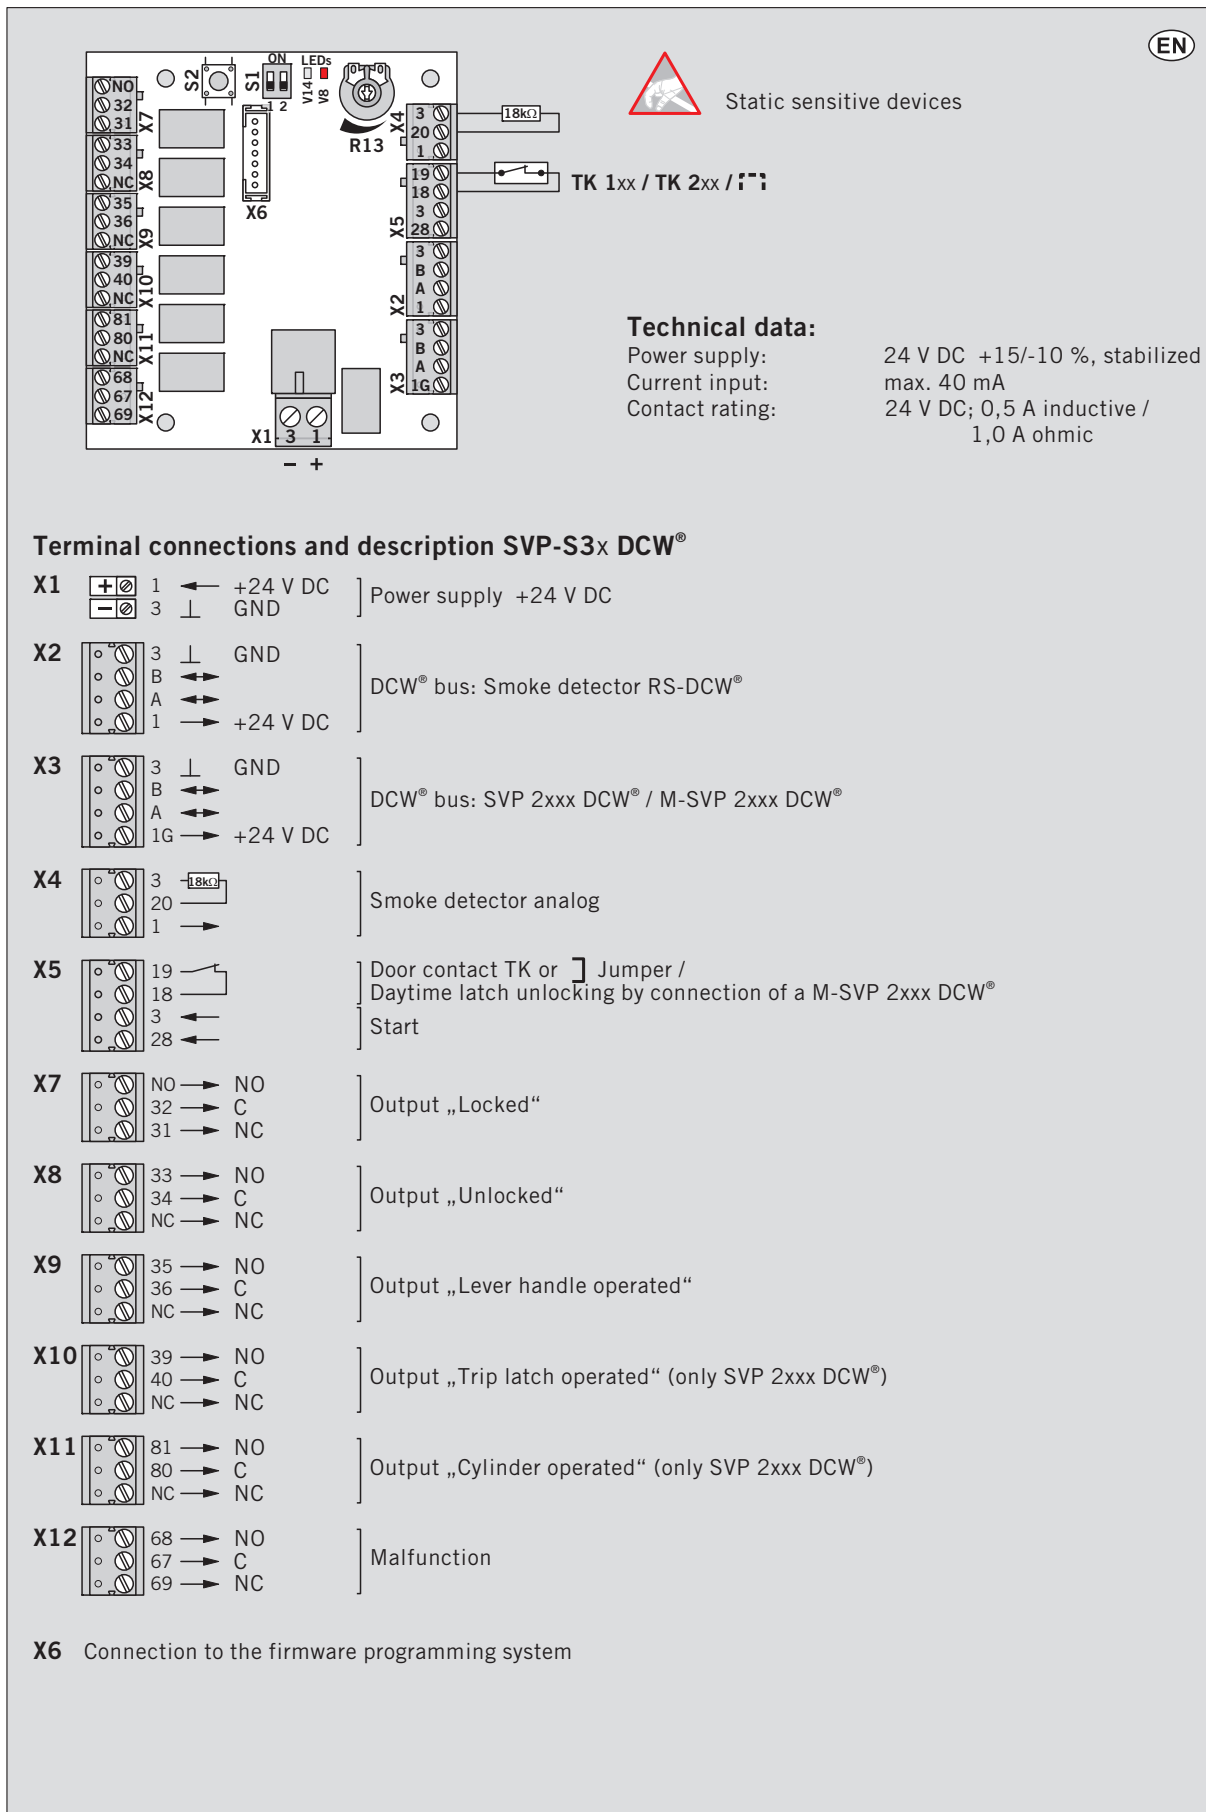 EN
S2
S1
ON
1 2
LEDs
V14
V8
R13
X6
NO
32
31
X7
33
34
NC
X8
35
36
NC
X9
39
40
NC
X10
81
80
NC
X11
68
67
69
X12
X4
3
20
1
18kΩ
X5
19
18
3
28
TK 1xx / TK 2xx /
X2
3
B
A
1
X3
3
B
A
1G
X1 3 1
– +
Static sensitive devices
Technical data:
Power supply: 24 V DC +15/-10 %, stabilized
Current input: max. 40 mA
Contact rating: 24 V DC; 0,5 A inductive /
1,0 A ohmic
Terminal connections and description SVP-S3x DCW®
X1 + 1 +24 V DC
– 3 ⊥ GND
Power supply +24 V DC
X2 3 ⊥ GND
B
A
1 +24 V DC
DCW® bus: Smoke detector RS-DCW®
X3 3 ⊥ GND
B
A
1G +24 V DC
DCW® bus: SVP 2xxx DCW® / M-SVP 2xxx DCW®
X4 3 18kΩ
20
1
Smoke detector analog
X5 19
18
3
28
Door contact TK or Jumper /
Daytime latch unlocking by connection of a M-SVP 2xxx DCW®
Start
X7 NO NO
32 C
31 NC
Output „Locked“
X8 33 NO
34 C
NC NC
Output „Unlocked“
X9 35 NO
36 C
NC NC
Output „Lever handle operated“
X10 39 NO
40 C
NC NC
Output „Trip latch operated“ (only SVP 2xxx DCW®)
X11 81 NO
80 C
NC NC
Output „Cylinder operated“ (only SVP 2xxx DCW®)
X12 68 NO
67 C
69 NC
Malfunction
X6 Connection to the firmware programming system